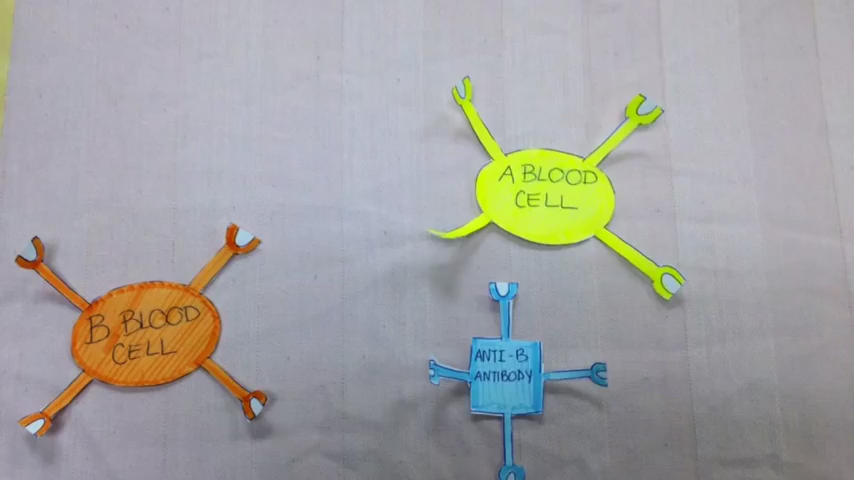 A BLOOD
CELL
B BLOOD
CELL
ANTI-B
ANTIBODY